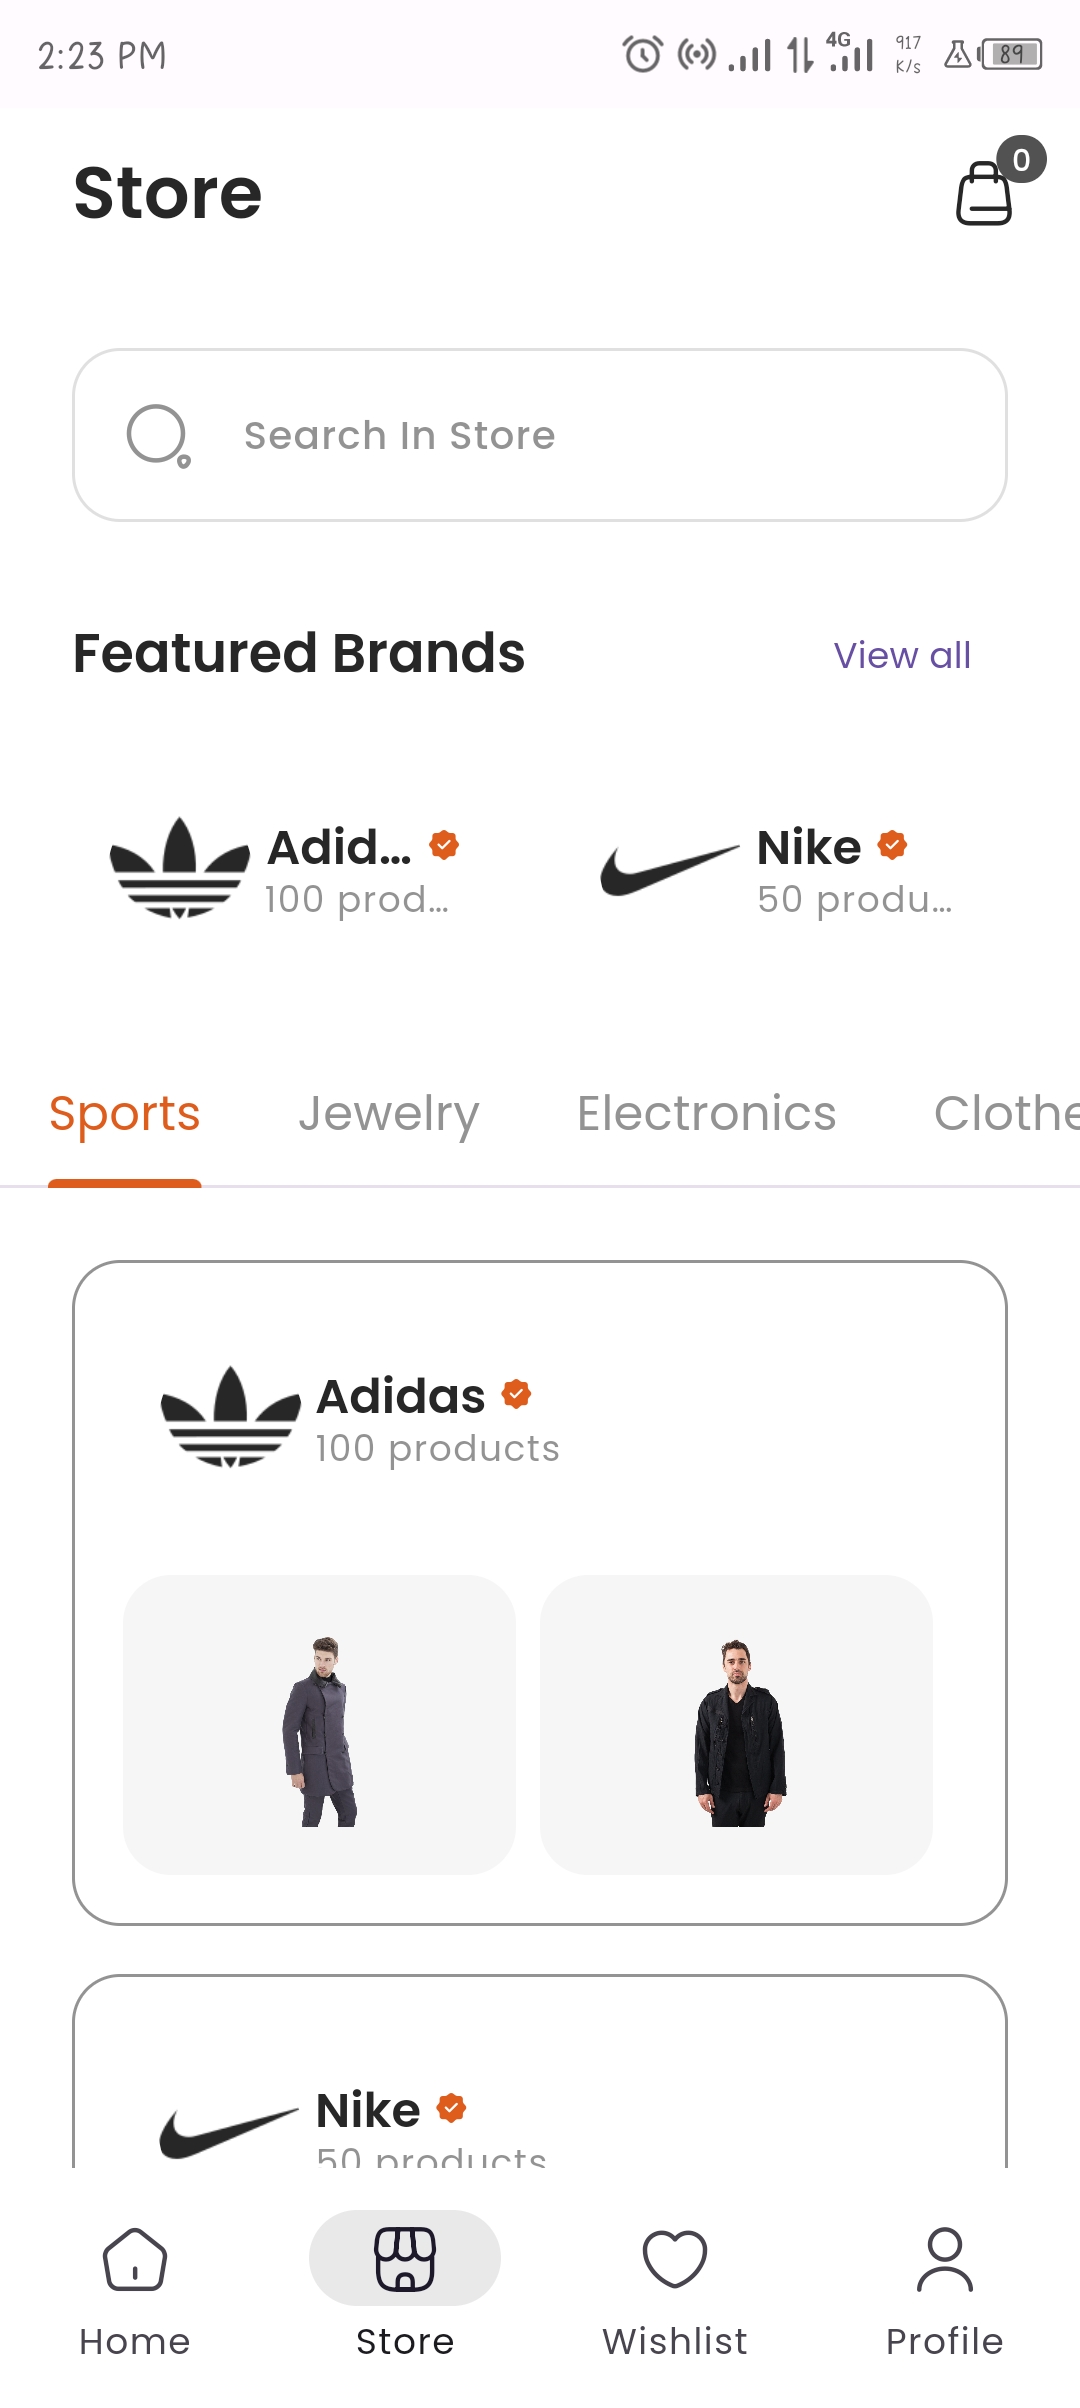 2:23 PM
4G
917
K/s
89
Store
0
Search In Store
Featured Brands
View all
Adid...
100 prod...
Nike
50 produ...
Sports Jewelry Electronics Clothe
Adidas
100 products
Nike
50 products
Home Store Wishlist Profile